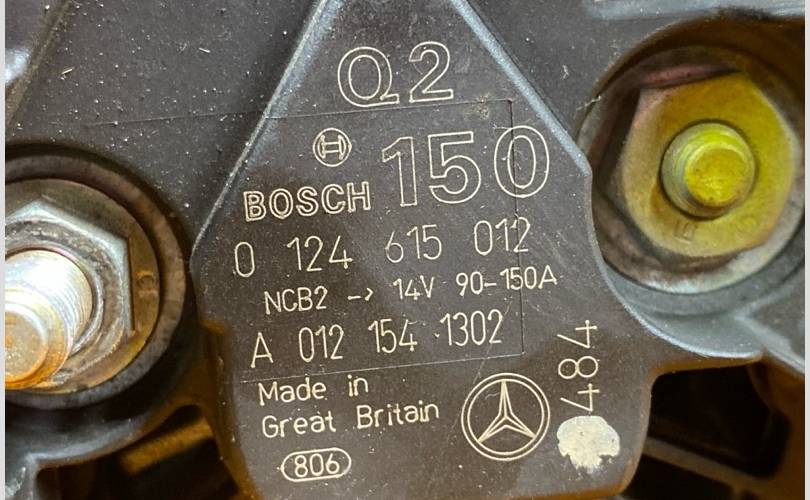 Q2
150
BOSCH
0 124 615 012
NCB2 -> 14V 90-150A
A 012 154 1302
Made in
Great Britain
806
484